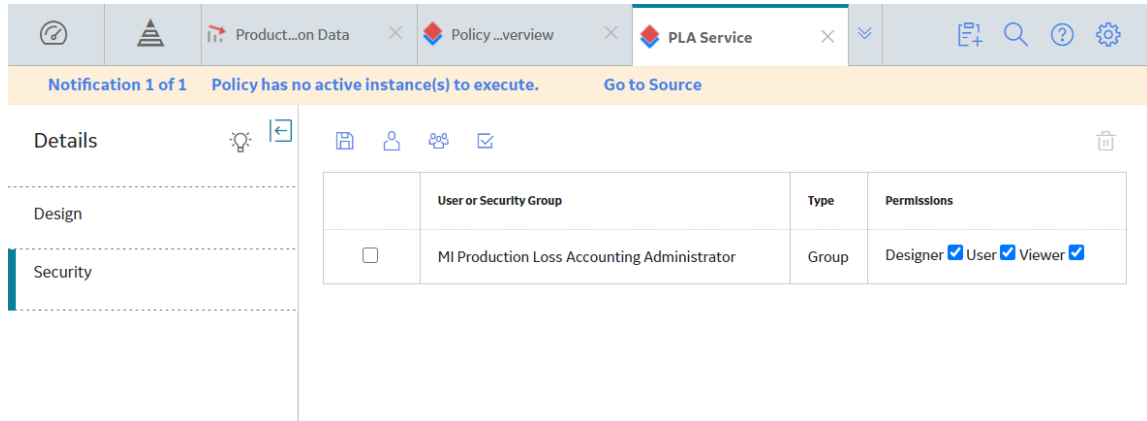 Product...on Data
Policy ...verview
PLA Service
Notification 1 of 1 Policy has no active instance(s) to execute. Go to Source
Details
Design
Security
User or Security Group Type Permissions
MI Production Loss Accounting Administrator Group Designer User Viewer